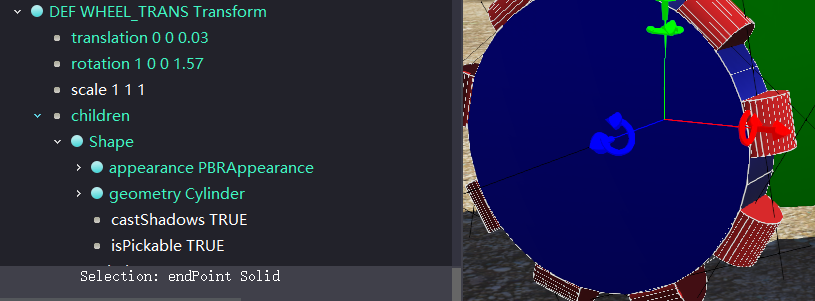 DEF WHEEL_TRANS Transform
translation 0 0 0.03
rotation 1 0 0 1.57
scale 1 1 1
children
Shape
appearance PBRAppearance
geometry Cylinder
castShadows TRUE
isPickable TRUE
Selection: endPoint Solid